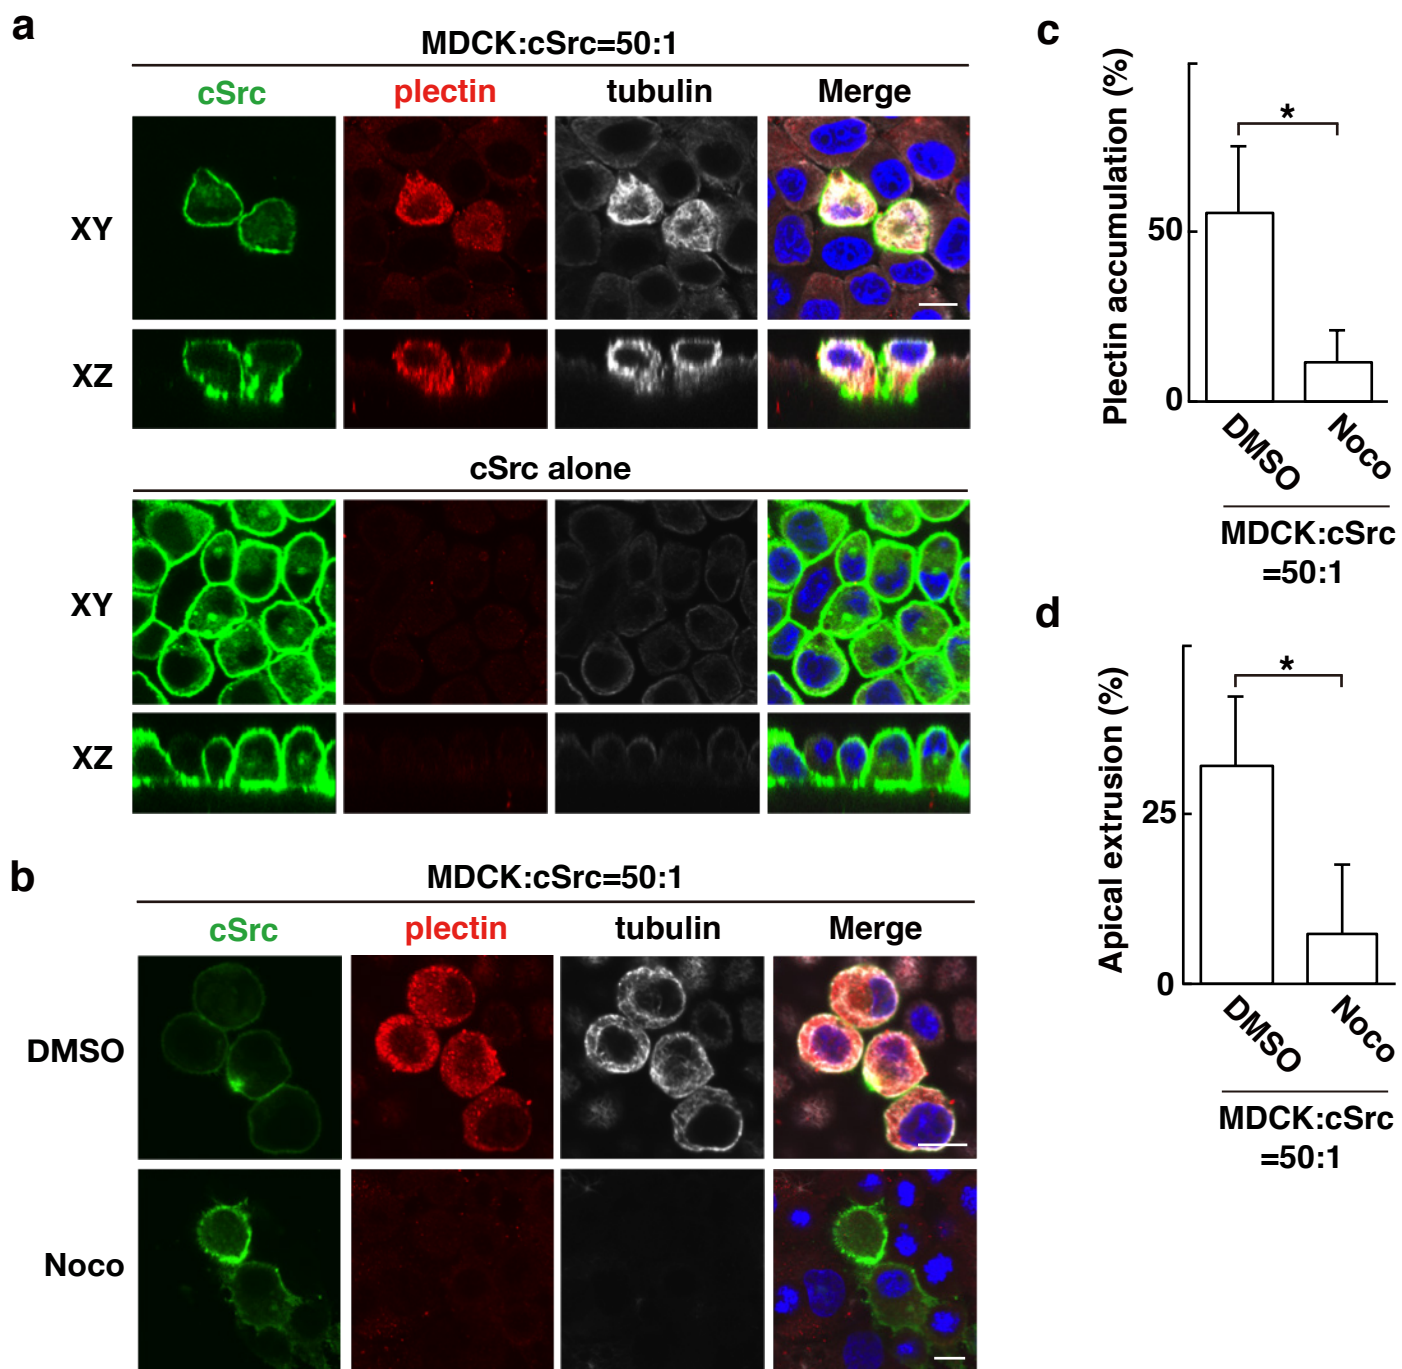 a
MDCK:cSrc=50:1
cSrc plectin tubulin Merge
XY
XZ
cSrc alone
XY
XZ
b
MDCK:cSrc=50:1
cSrc plectin tubulin Merge
DMSO
Noco
c
Plectin accumulation (%)
50
0
*
DMSO Noco
MDCK:cSrc
=50:1
d
Apical extrusion (%)
25
0
*
DMSO Noco
MDCK:cSrc
=50:1